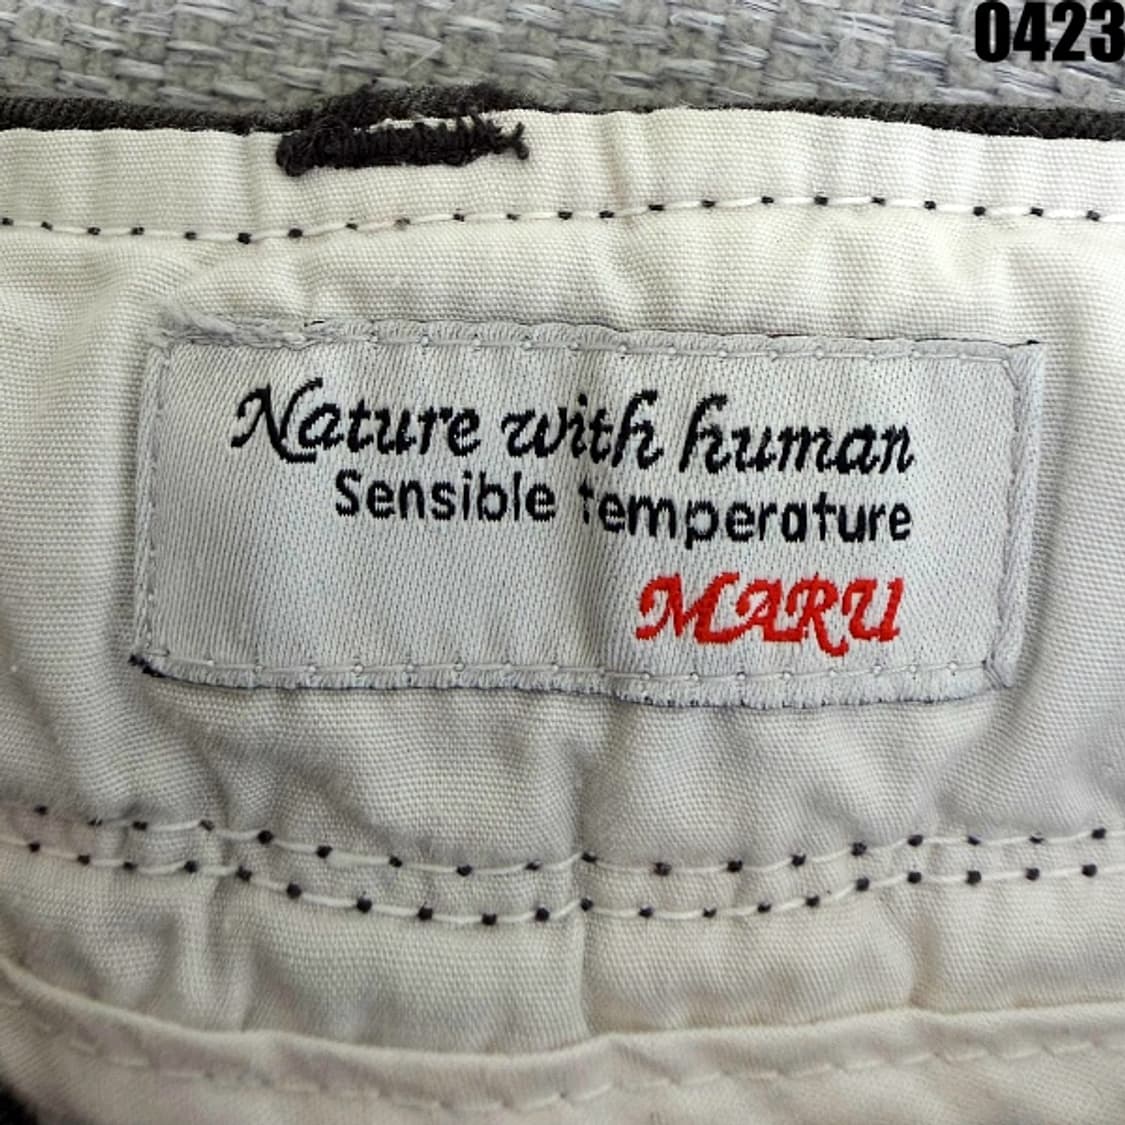 0423
Nature with human
Sensible temperature
MARU